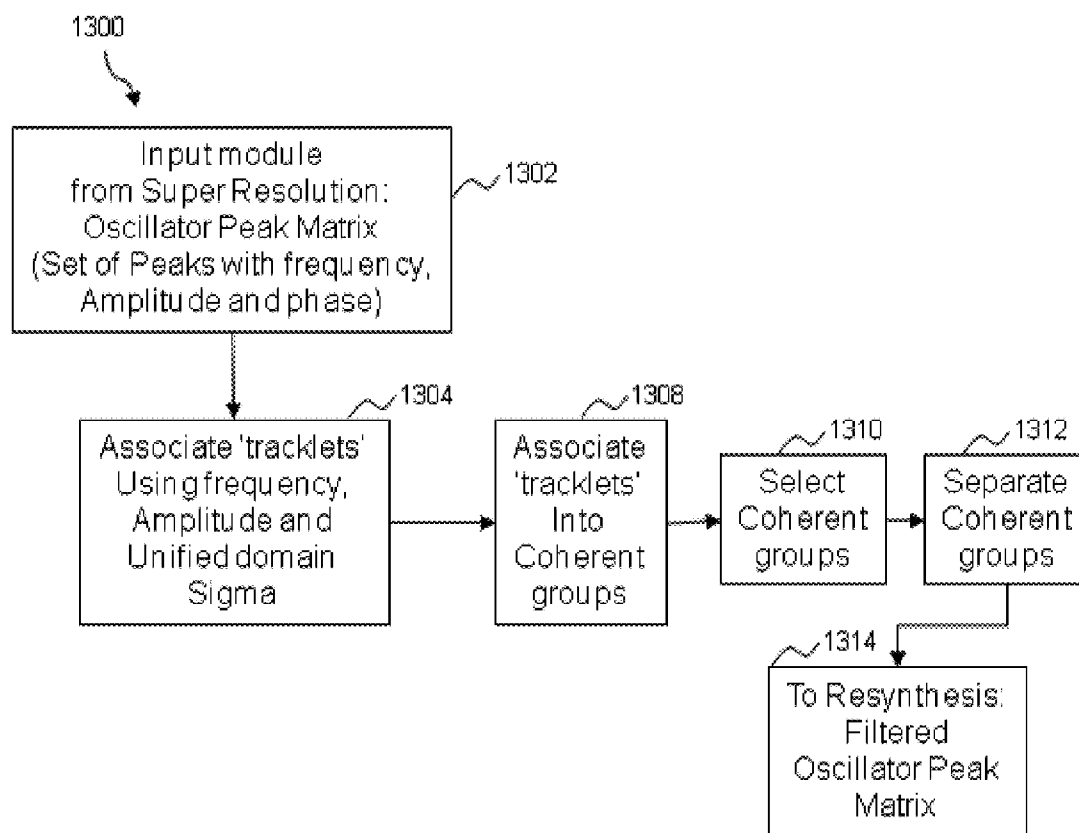 1300
Input module
from Super Resolution:
Oscillator Peak Matrix
(Set of Peaks with frequency,
Amplitude and phase)
1302
1304
Associate 'tracklets'
Using frequency,
Amplitude and
Unified domain
Sigma
1308
Associate
'tracklets'
Into
Coherent
groups
1310
Select
Coherent
groups
1312
Separate
Coherent
groups
1314
To Resynthesis:
Filtered
Oscillator Peak
Matrix